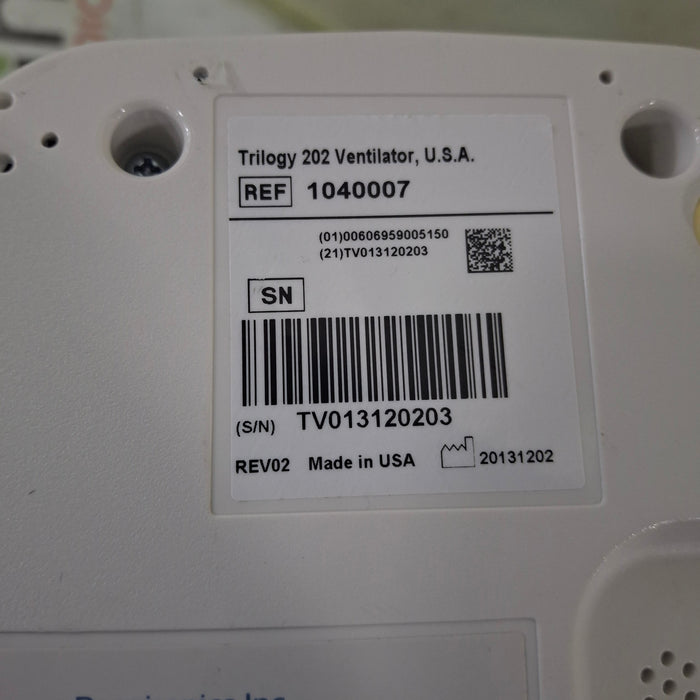 Trilogy 202 Ventilator, U.S.A.
REF 1040007
(01)00606959005150
(21)TV013120203
SN
(S/N) TV013120203
REV02 Made in USA 20131202